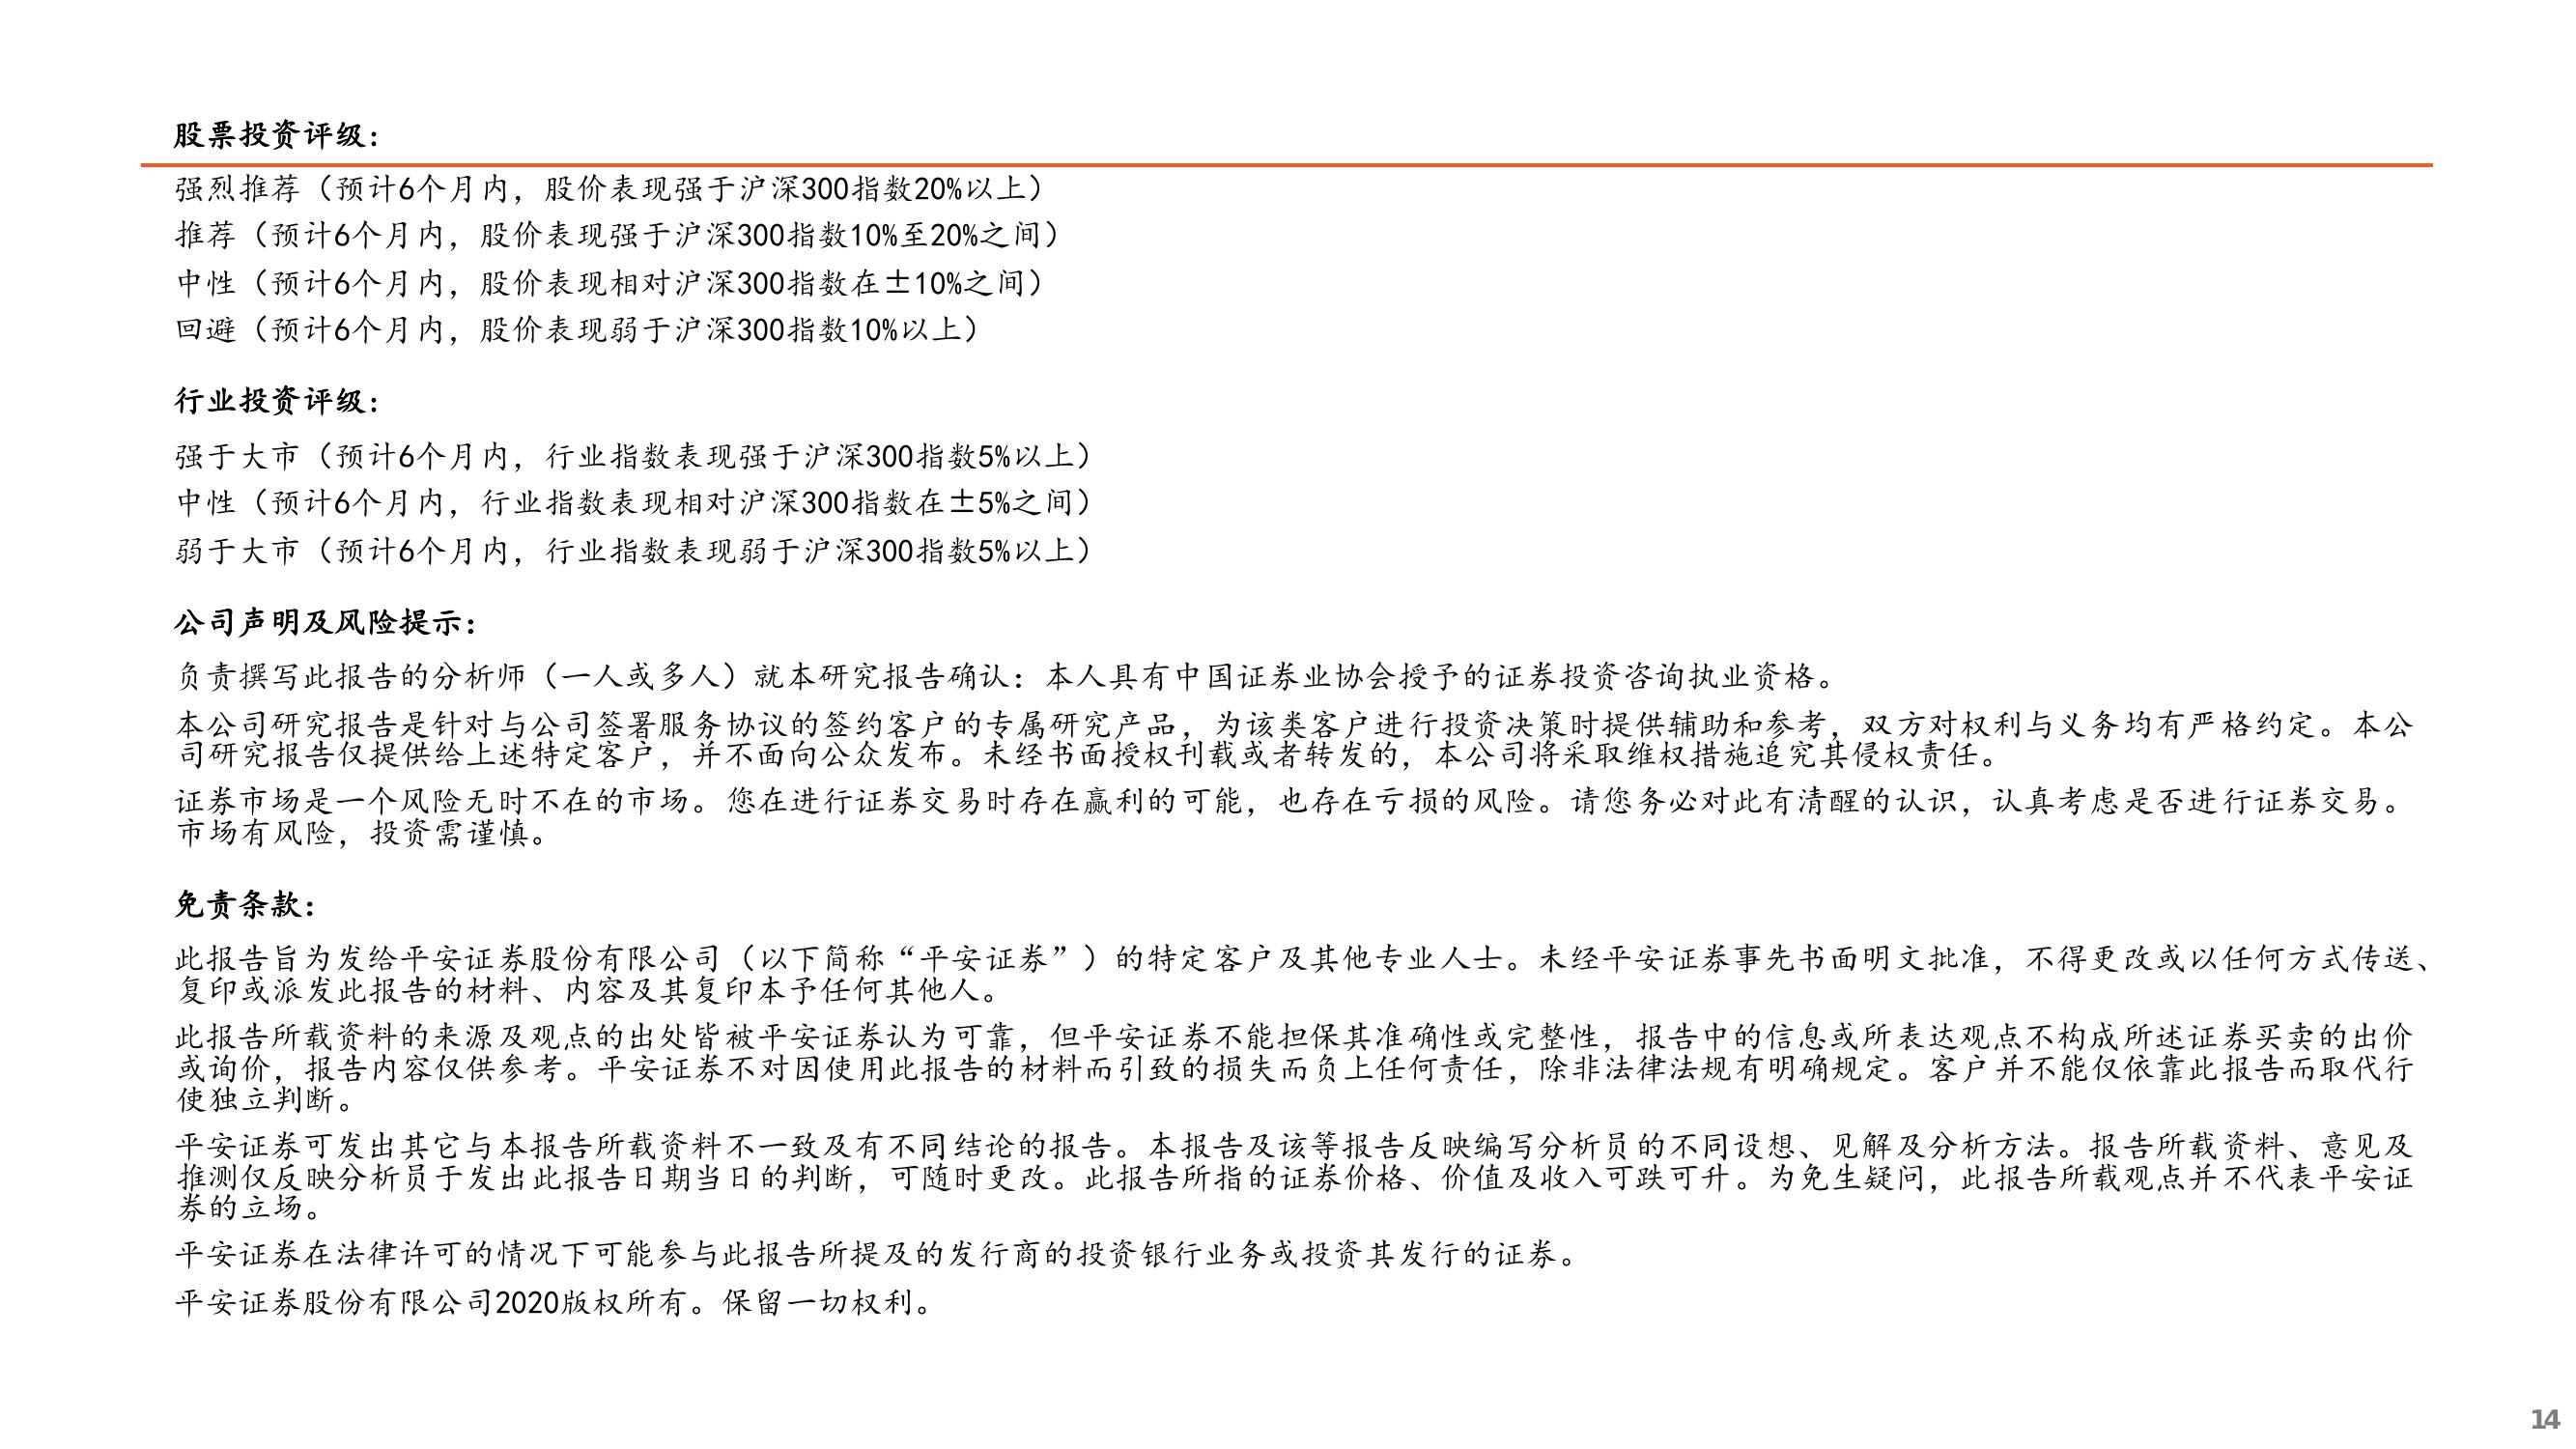 股票投资评级：
强烈推荐（预计6个月内，股价表现强于沪深300指数20%以上）
推荐（预计6个月内，股价表现强于沪深300指数10%至20%之间）
中性（预计6个月内，股价表现相对沪深300指数在±10%之间）
回避（预计6个月内，股价表现弱于沪深300指数10%以上）
行业投资评级：
强于大市（预计6个月内，行业指数表现强于沪深300指数5%以上）
中性（预计6个月内，行业指数表现相对沪深300指数在±5%之间）
弱于大市（预计6个月内，行业指数表现弱于沪深300指数5%以上）
公司声明及风险提示：
负责撰写此报告的分析师（一人或多人）就本研究报告确认：本人具有中国证券业协会授予的证券投资咨询执业资格。
本公司研究报告是针对与公司签署服务协议的签约客户的专属研究产品，为该类客户进行投资决策时提供辅助和参考，双方对权利与义务均有严格约定。本公
司研究报告仅提供给上述特定客户，并不面向公众发布。未经书面授权刊载或者转发的，本公司将采取维权措施追究其侵权责任。
证券市场是一个风险无时不在的市场。您在进行证券交易时存在赢利的可能，也存在亏损的风险。请您务必对此有清醒的认识，认真考虑是否进行证券交易。
市场有风险，投资需谨慎。
免责条款：
此报告旨为发给平安证券股份有限公司（以下简称“平安证券”）的特定客户及其他专业人士。未经平安证券事先书面明文批准，不得更改或以任何方式传送、
复印或派发此报告的材料、内容及其复印本予任何其他人。
此报告所载资料的来源及观点的出处皆被平安证券认为可靠，但平安证券不能担保其准确性或完整性，报告中的信息或所表达观点不构成所述证券买卖的出价
或询价，报告内容仅供参考。平安证券不对因使用此报告的材料而引致的损失而负上任何责任，除非法律法规有明确规定。客户并不能仅依靠此报告而取代行
使独立判断。
平安证券可发出其它与本报告所载资料不一致及有不同结论的报告。本报告及该等报告反映编写分析员的不同设想、见解及分析方法。报告所载资料、意见及
推测仅反映分析员于发出此报告日期当日的判断，可随时更改。此报告所指的证券价格、价值及收入可跌可升。为免生疑问，此报告所载观点并不代表平安证
券的立场。
平安证券在法律许可的情况下可能参与此报告所提及的发行商的投资银行业务或投资其发行的证券。
平安证券股份有限公司2020版权所有。保留一切权利。
14